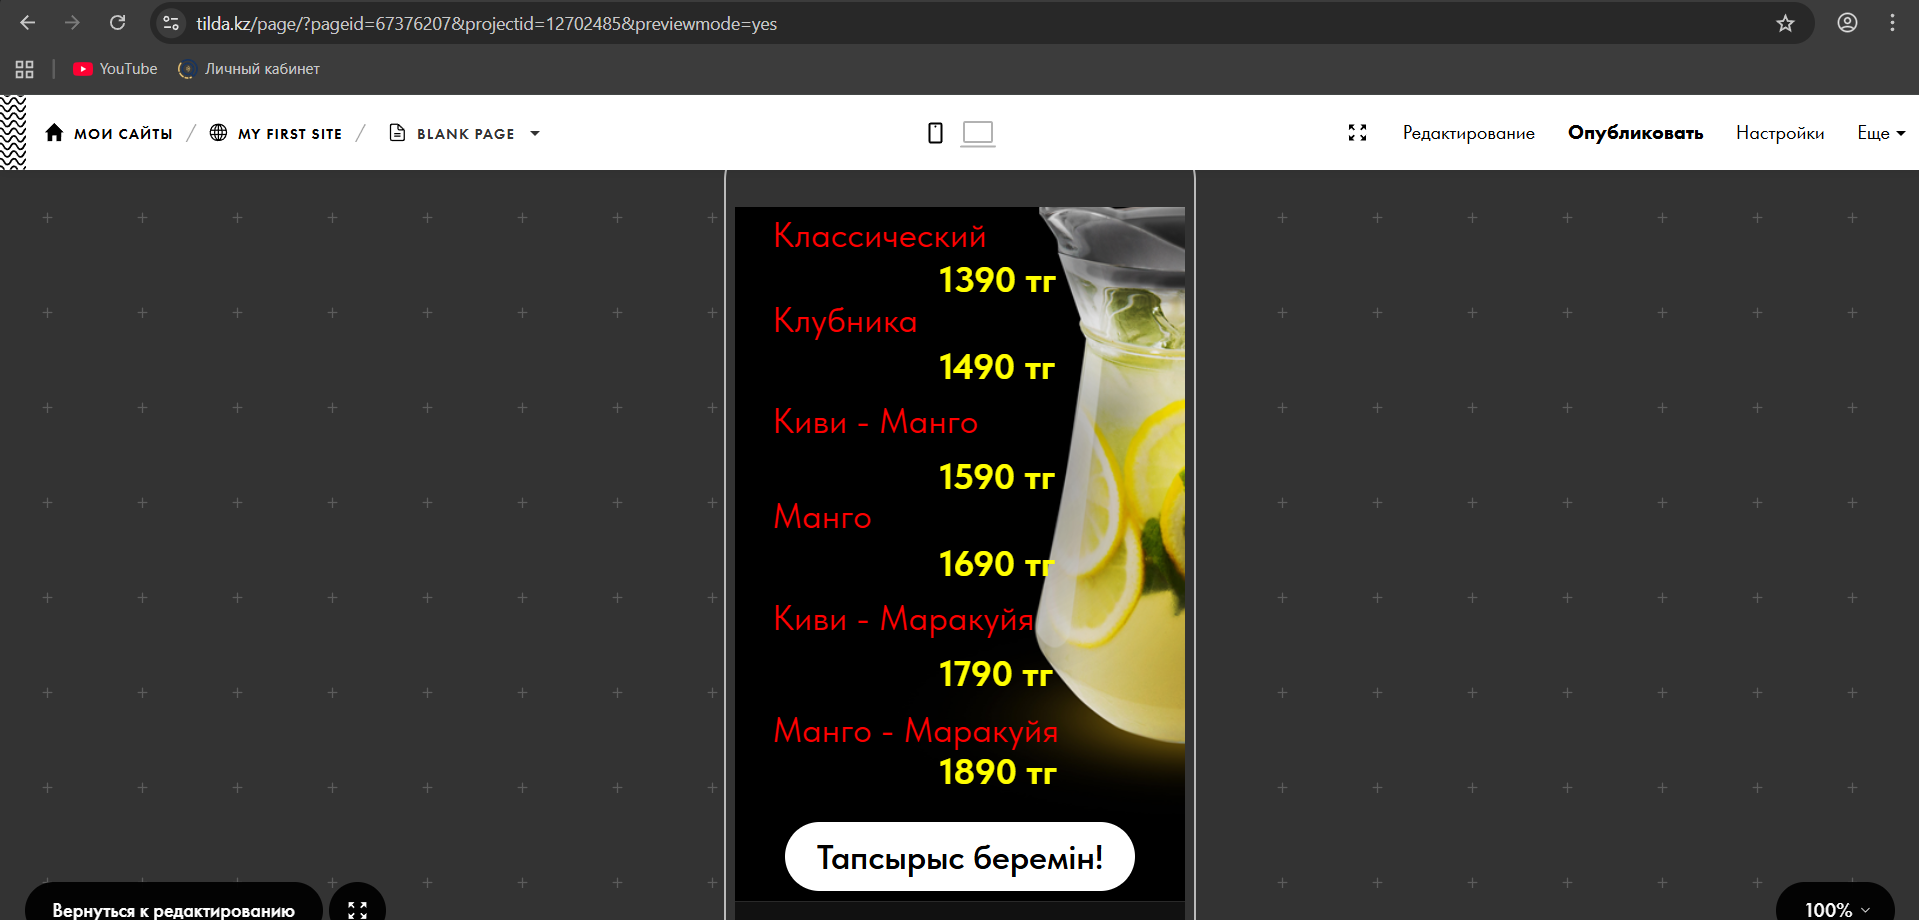 tilda.kz/page/?pageid=67376207&projectid=12702485&previewmode=yes
YouTube Личный кабинет
МОИ САЙТЫ / MY FIRST SITE / BLANK PAGE
Редактирование Опубликовать Настройки Еще
Классический
1390 тг
Клубника
1490 тг
Киви - Манго
1590 тг
Манго
1690 тг
Киви - Маракуйя
1790 тг
Манго - Маракуйя
1890 тг
Тапсырыс беремін!
Вернуться к редактированию
100%